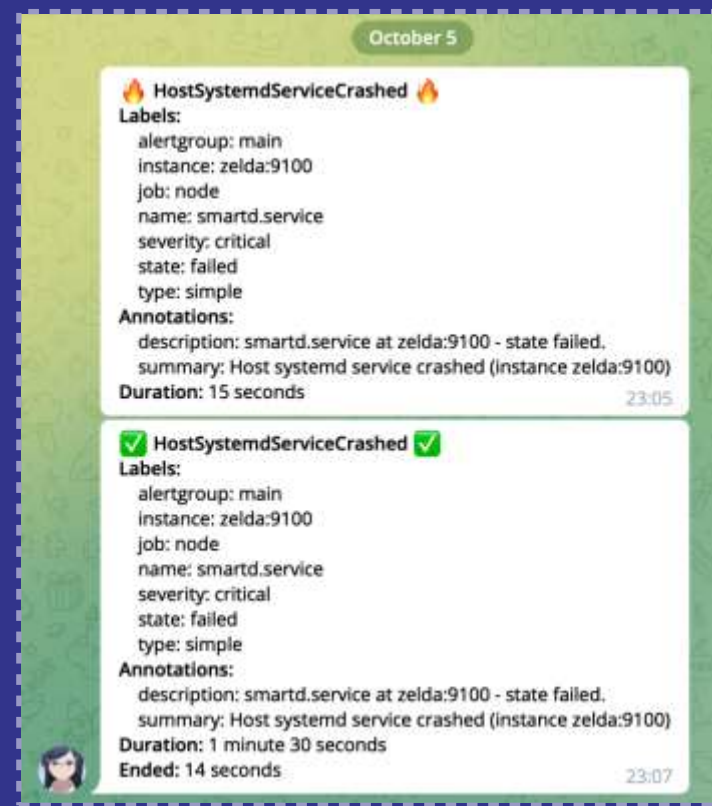 October 5
🔥 HostSystemdServiceCrashed 🔥
Labels:
alertgroup: main
instance: zelda:9100
job: node
name: smartd.service
severity: critical
state: failed
type: simple
Annotations:
description: smartd.service at zelda:9100 - state failed.
summary: Host systemd service crashed (instance zelda:9100)
Duration: 15 seconds
23:05
✅ HostSystemdServiceCrashed ✅
Labels:
alertgroup: main
instance: zelda:9100
job: node
name: smartd.service
severity: critical
state: failed
type: simple
Annotations:
description: smartd.service at zelda:9100 - state failed.
summary: Host systemd service crashed (instance zelda:9100)
Duration: 1 minute 30 seconds
Ended: 14 seconds
23:07